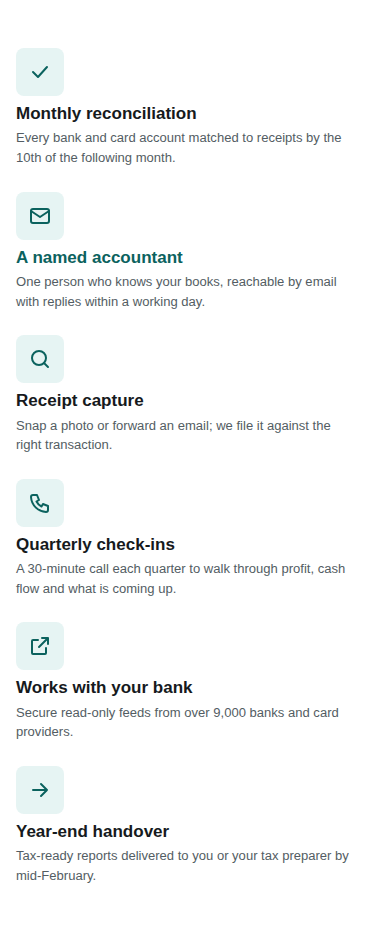 Monthly reconciliation
Every bank and card account matched to receipts by the
10th of the following month.
A named accountant
One person who knows your books, reachable by email
with replies within a working day.
Receipt capture
Snap a photo or forward an email; we file it against the
right transaction.
Quarterly check-ins
A 30-minute call each quarter to walk through profit, cash
flow and what is coming up.
Works with your bank
Secure read-only feeds from over 9,000 banks and card
providers.
Year-end handover
Tax-ready reports delivered to you or your tax preparer by
mid-February.